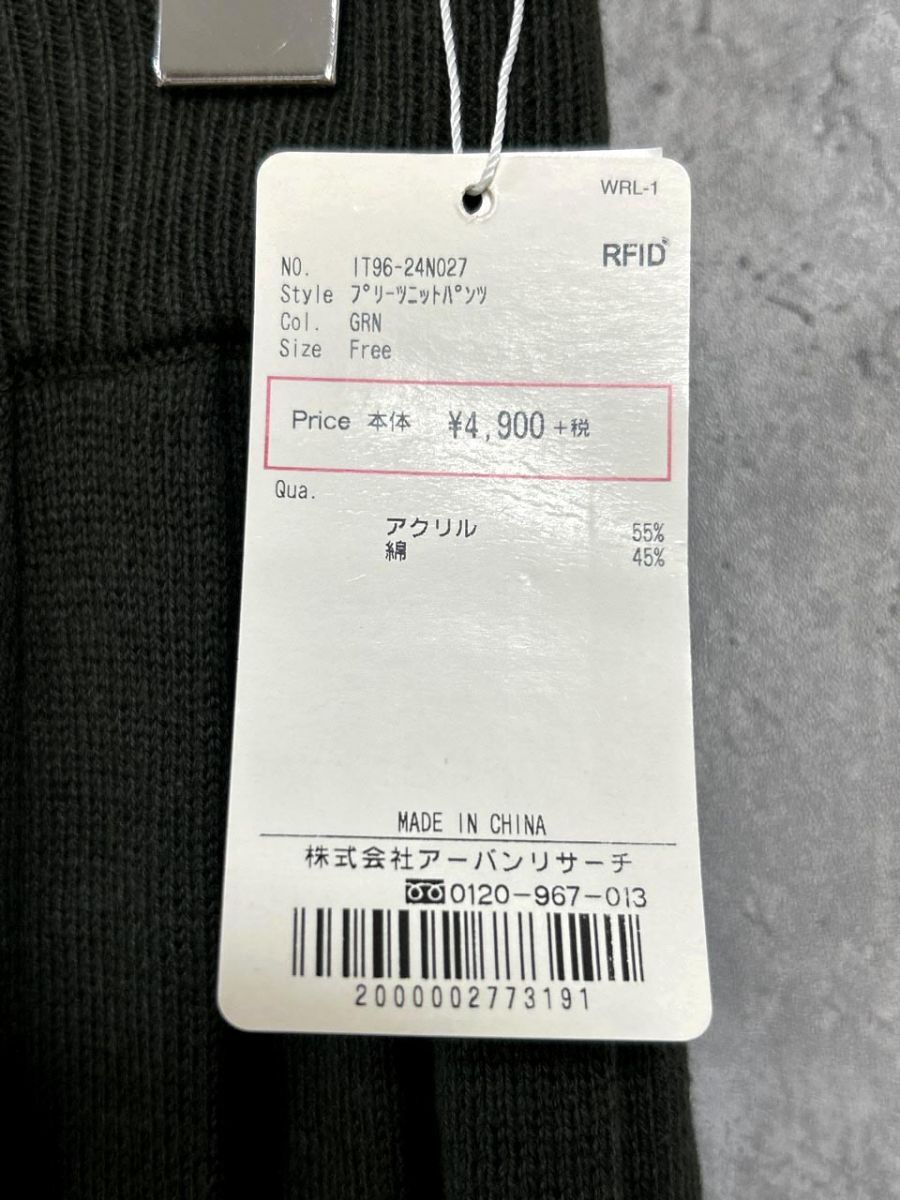 WRL-1
RFID
NO. IT96-24N027
Style プリーツニットパンツ
Col. GRN
Size Free
Price 本体 ¥4,900+税
Qua.
アクリル 55%
綿 45%
MADE IN CHINA
株式会社アーバンリサーチ
0120-967-013
2000002773191